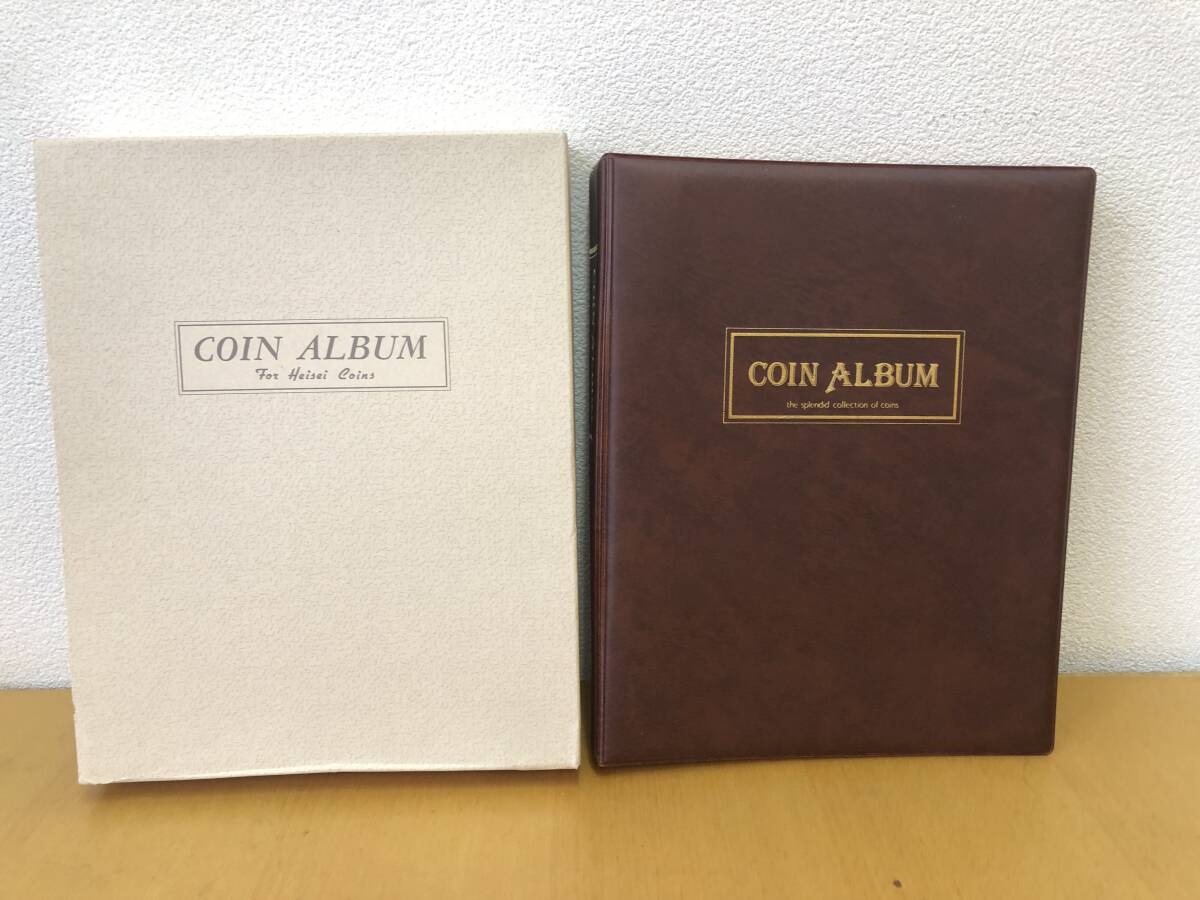 COIN ALBUM
For Heisei Coins
COIN ALBUM
the splendid collection of coins